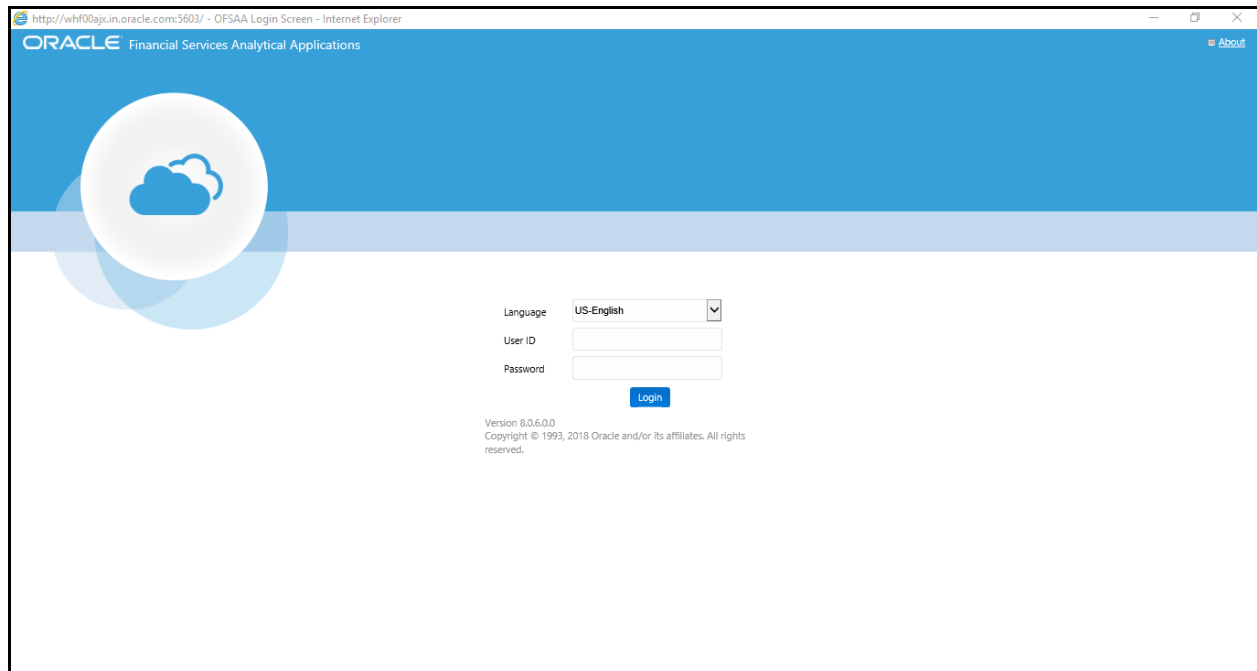 http://whf00ajx.in.oracle.com:5603/ - OFSAA Login Screen - Internet Explorer
ORACLE Financial Services Analytical Applications
About
Language US-English
User ID
Password
Login
Version 8.0.6.0.0
Copyright © 1993, 2018 Oracle and/or its affiliates. All rights
reserved.